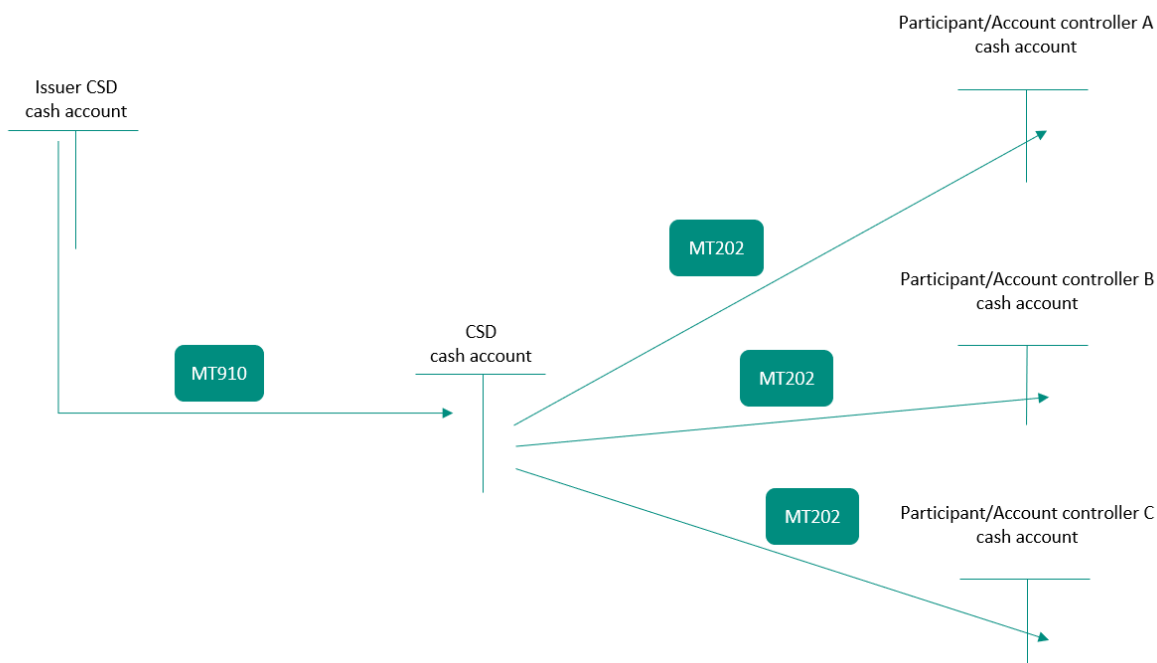 Participant/Account controller A
cash account
Issuer CSD
cash account
MT202
Participant/Account controller B
cash account
CSD
cash account
MT910
MT202
MT202
Participant/Account controller C
cash account